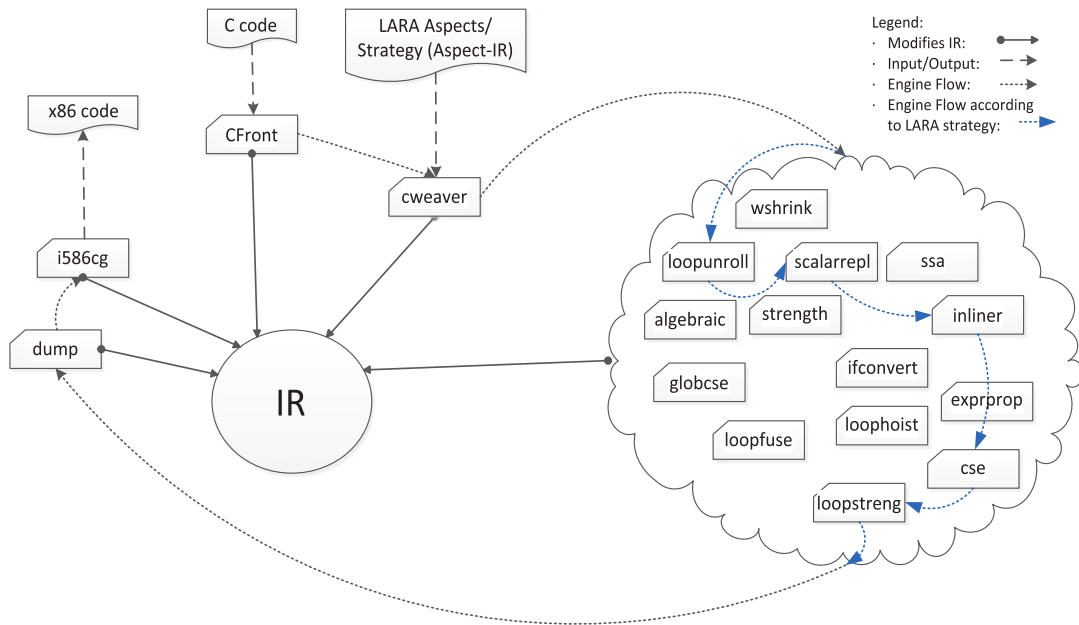 C code
LARA Aspects/
Strategy (Aspect-IR)
Legend:
· Modifies IR:
· Input/Output:
· Engine Flow:
· Engine Flow according
to LARA strategy:
x86 code
CFront
cweaver
wshrink
i586cg
loopunroll
scalarrepl
ssa
algebraic
strength
inliner
dump
IR
globcse
ifconvert
exprprop
loopfuse
loophoist
cse
loopstreng